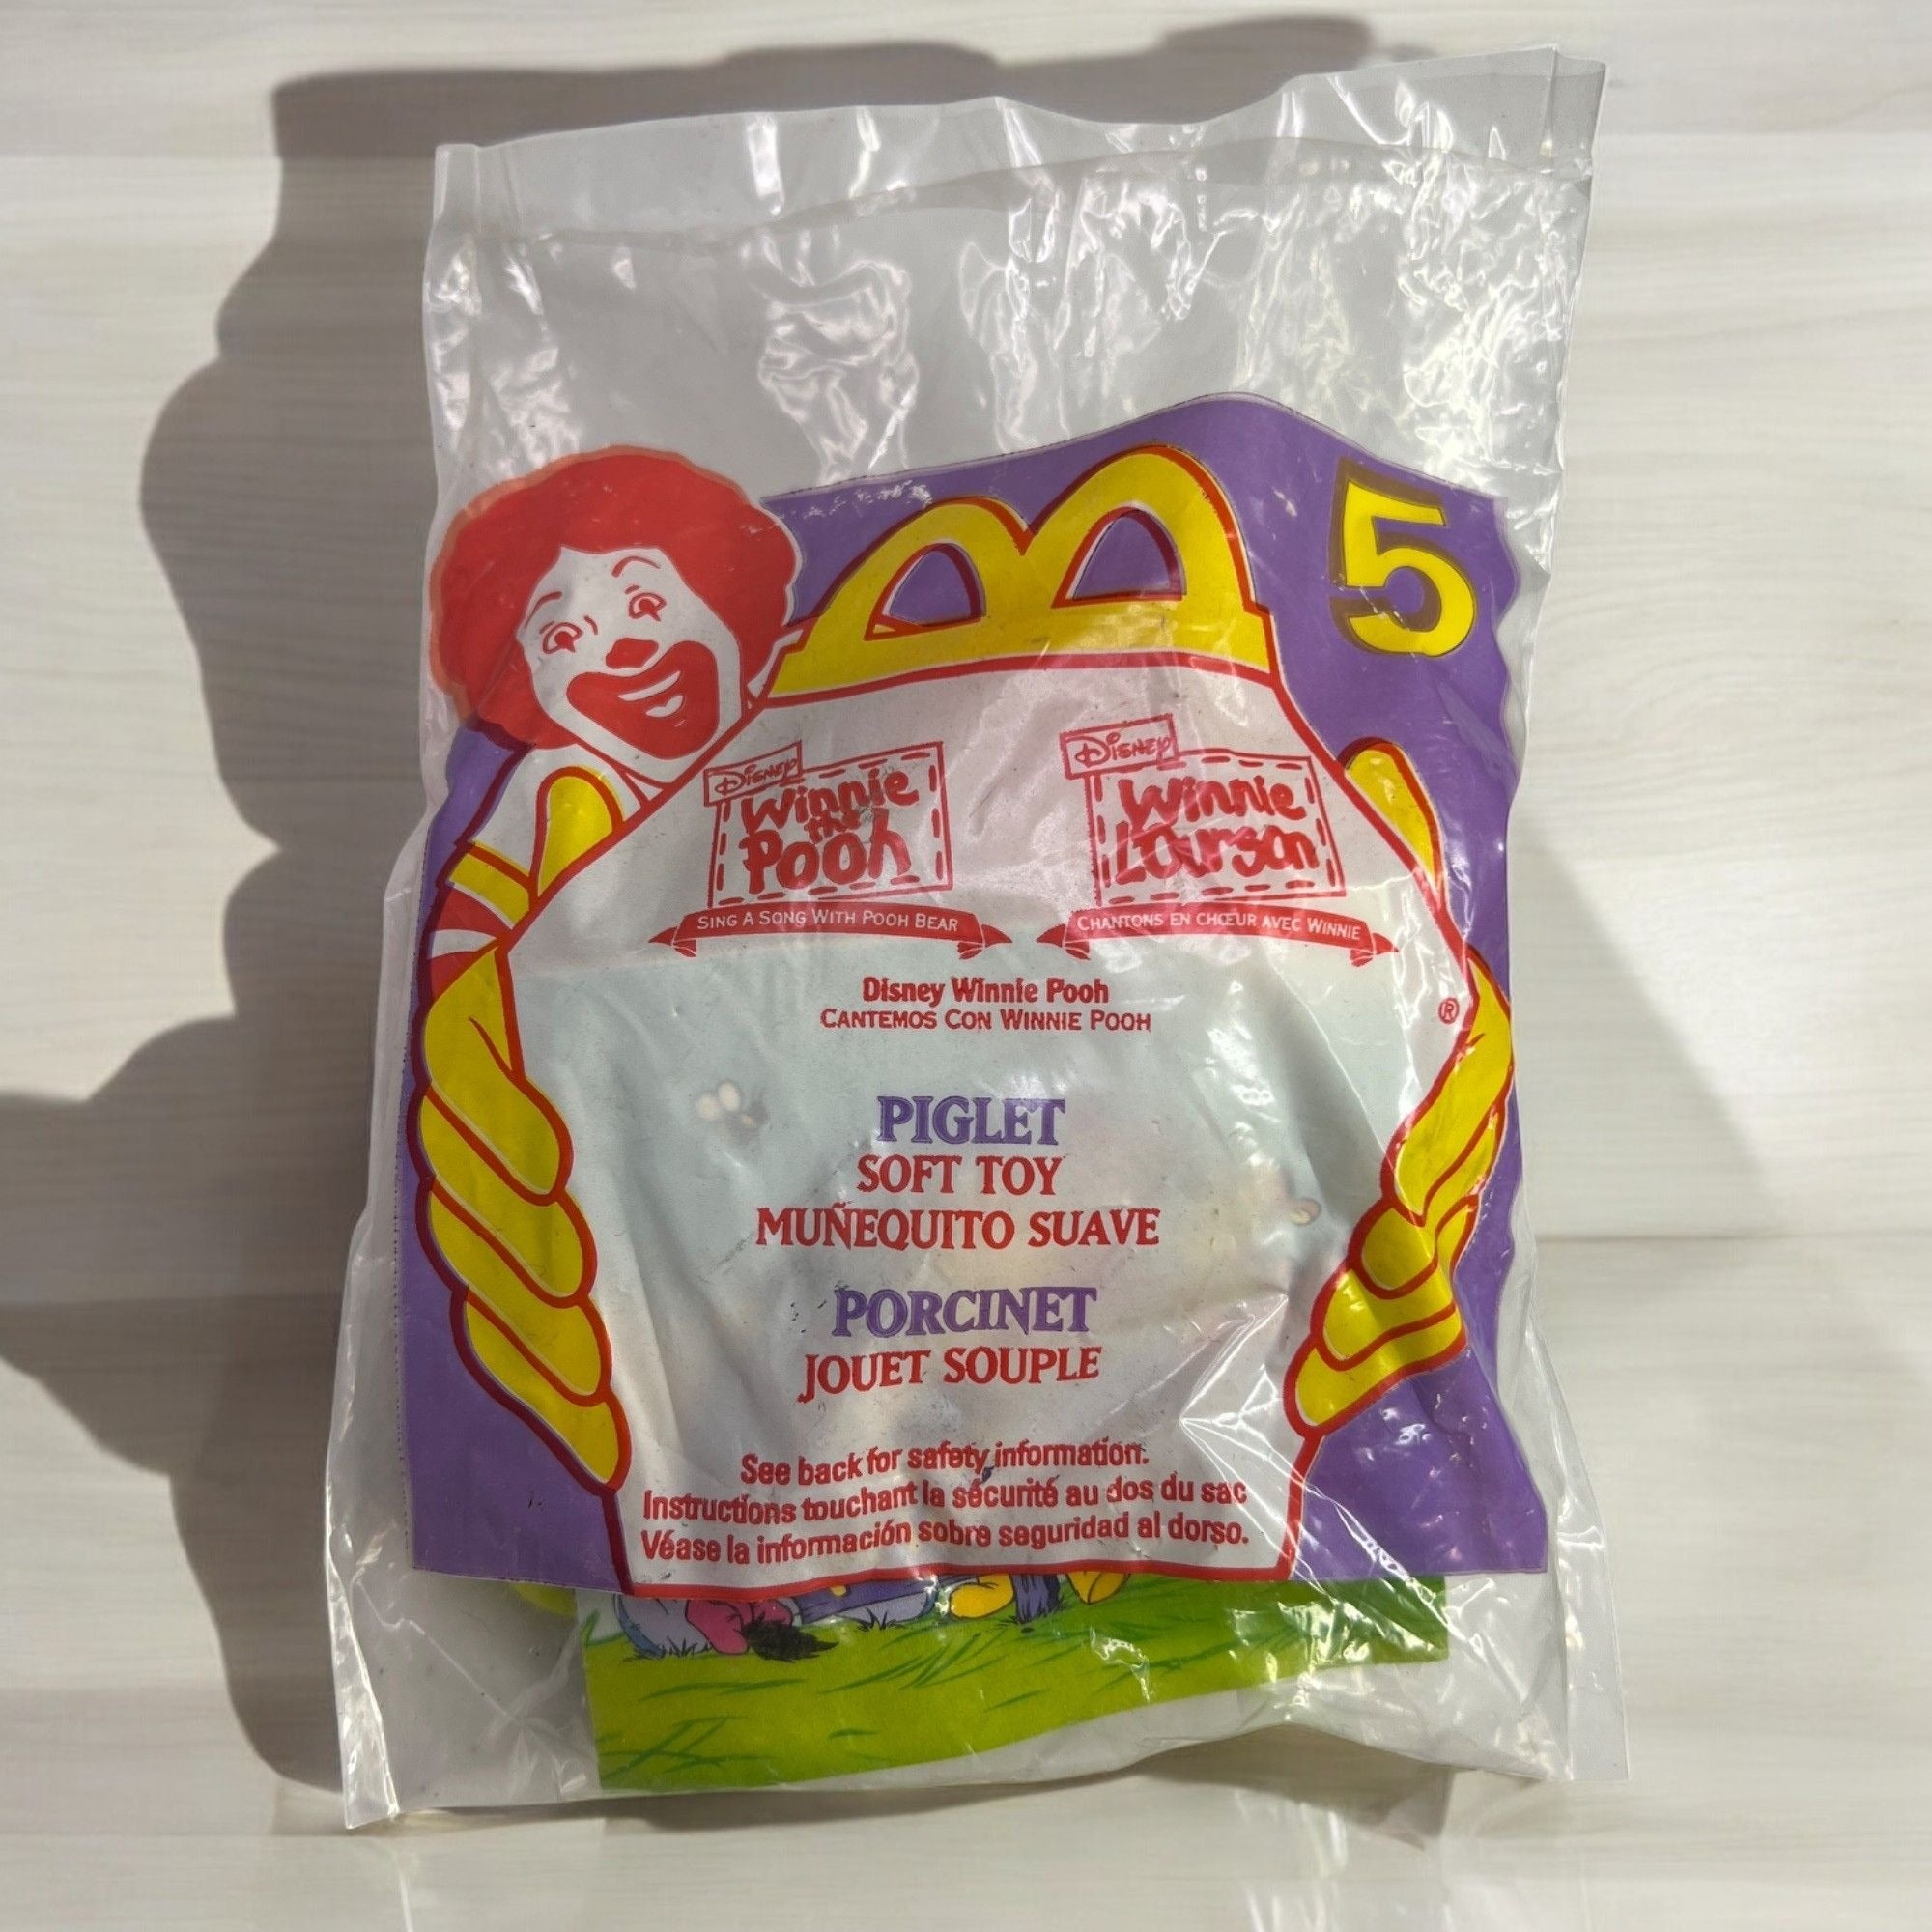 5
Disney
Winnie
the
Pooh
SING A SONG WITH POOH BEAR
Disney
Winnie
L'ourson
CHANTONS EN CHŒUR AVEC WINNIE
Disney Winnie Pooh
CANTEMOS CON WINNIE POOH
®
PIGLET
SOFT TOY
MUÑEQUITO SUAVE
PORCINET
JOUET SOUPLE
See back for safety information.
Instructions touchant la sécurité au dos du sac
Véase la información sobre seguridad al dorso.